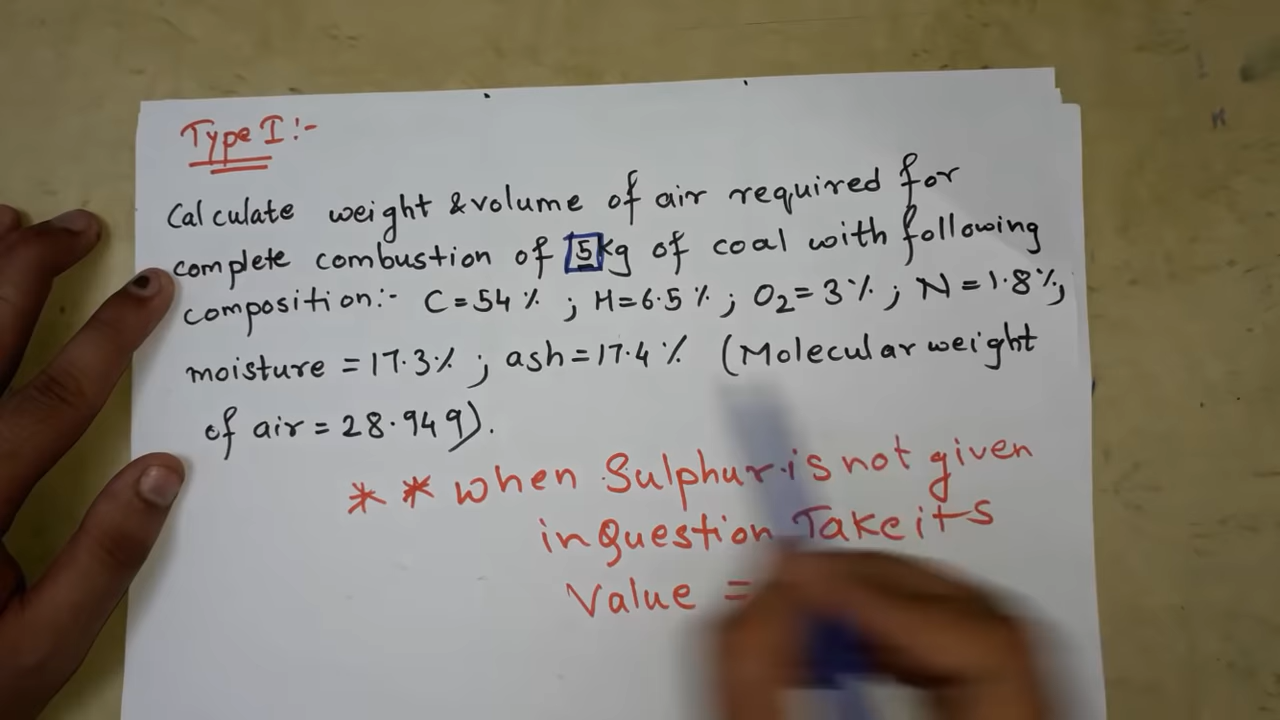 Type I:-
Calculate weight & volume of air required for
complete combustion of 5 kg of coal with following
composition:- C=54% ; H=6.5% ; O₂=3% ; N=1.8%,
moisture =17.3% ; ash=17.4% (Molecular weight
of air = 28.94g).
** when Sulphur is not given
in Question Take its
Value =